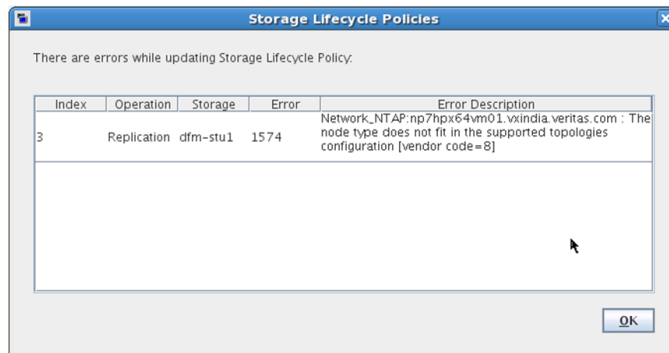 Storage Lifecycle Policies
There are errors while updating Storage Lifecycle Policy:
Index Operation Storage Error Error Description
3 Replication dfm-stu1 1574 Network_NTAP:np7hpx64vm01.vxindia.veritas.com : The
node type does not fit in the supported topologies
configuration [vendor code=8]
OK